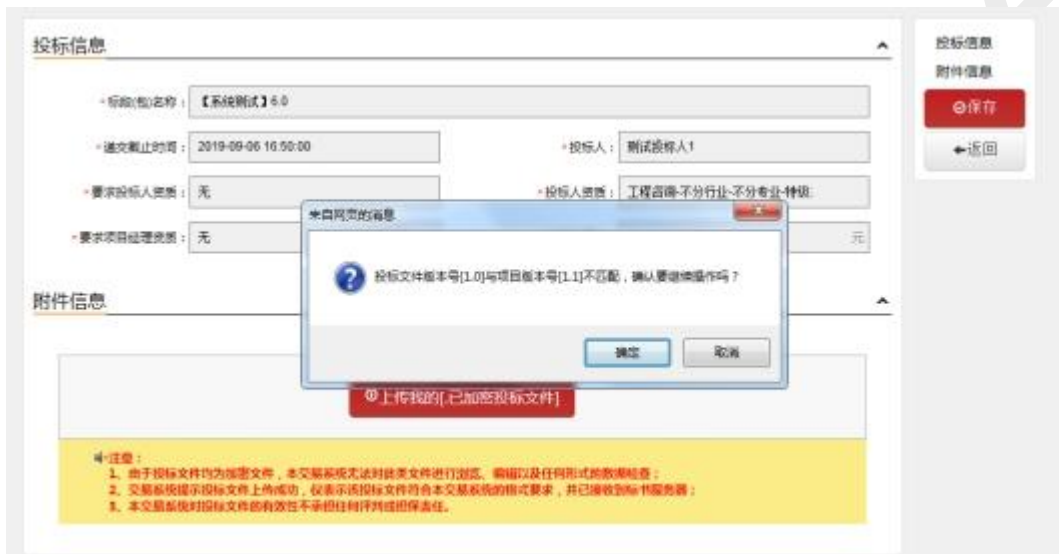 投标信息
投标信息
附件信息
保存
返回
*标段(包)名称：【系统测试】6.0
*递交截止时间：2019-09-06 16:50:00
*投标人：测试投标人1
*要求投标人资质：无
*投标人资质：工程咨询-不分行业-不分专业-特级
*要求项目经理资质：无
元
来自网页的消息
投标文件版本号[1.0]与项目版本号[1.1]不匹配，确认要继续操作吗？
确定
取消
附件信息
上传我的[.已加密投标文件]
注意：
1、由于投标文件均为加密文件，本交易系统无法对此类文件进行浏览、编辑以及任何形式的数据检查；
2、交易系统提示投标文件上传成功，仅表示该投标文件符合本交易系统的格式要求，并已接收到标书服务器；
3、本交易系统对投标文件的有效性不承担任何评判或担保责任。